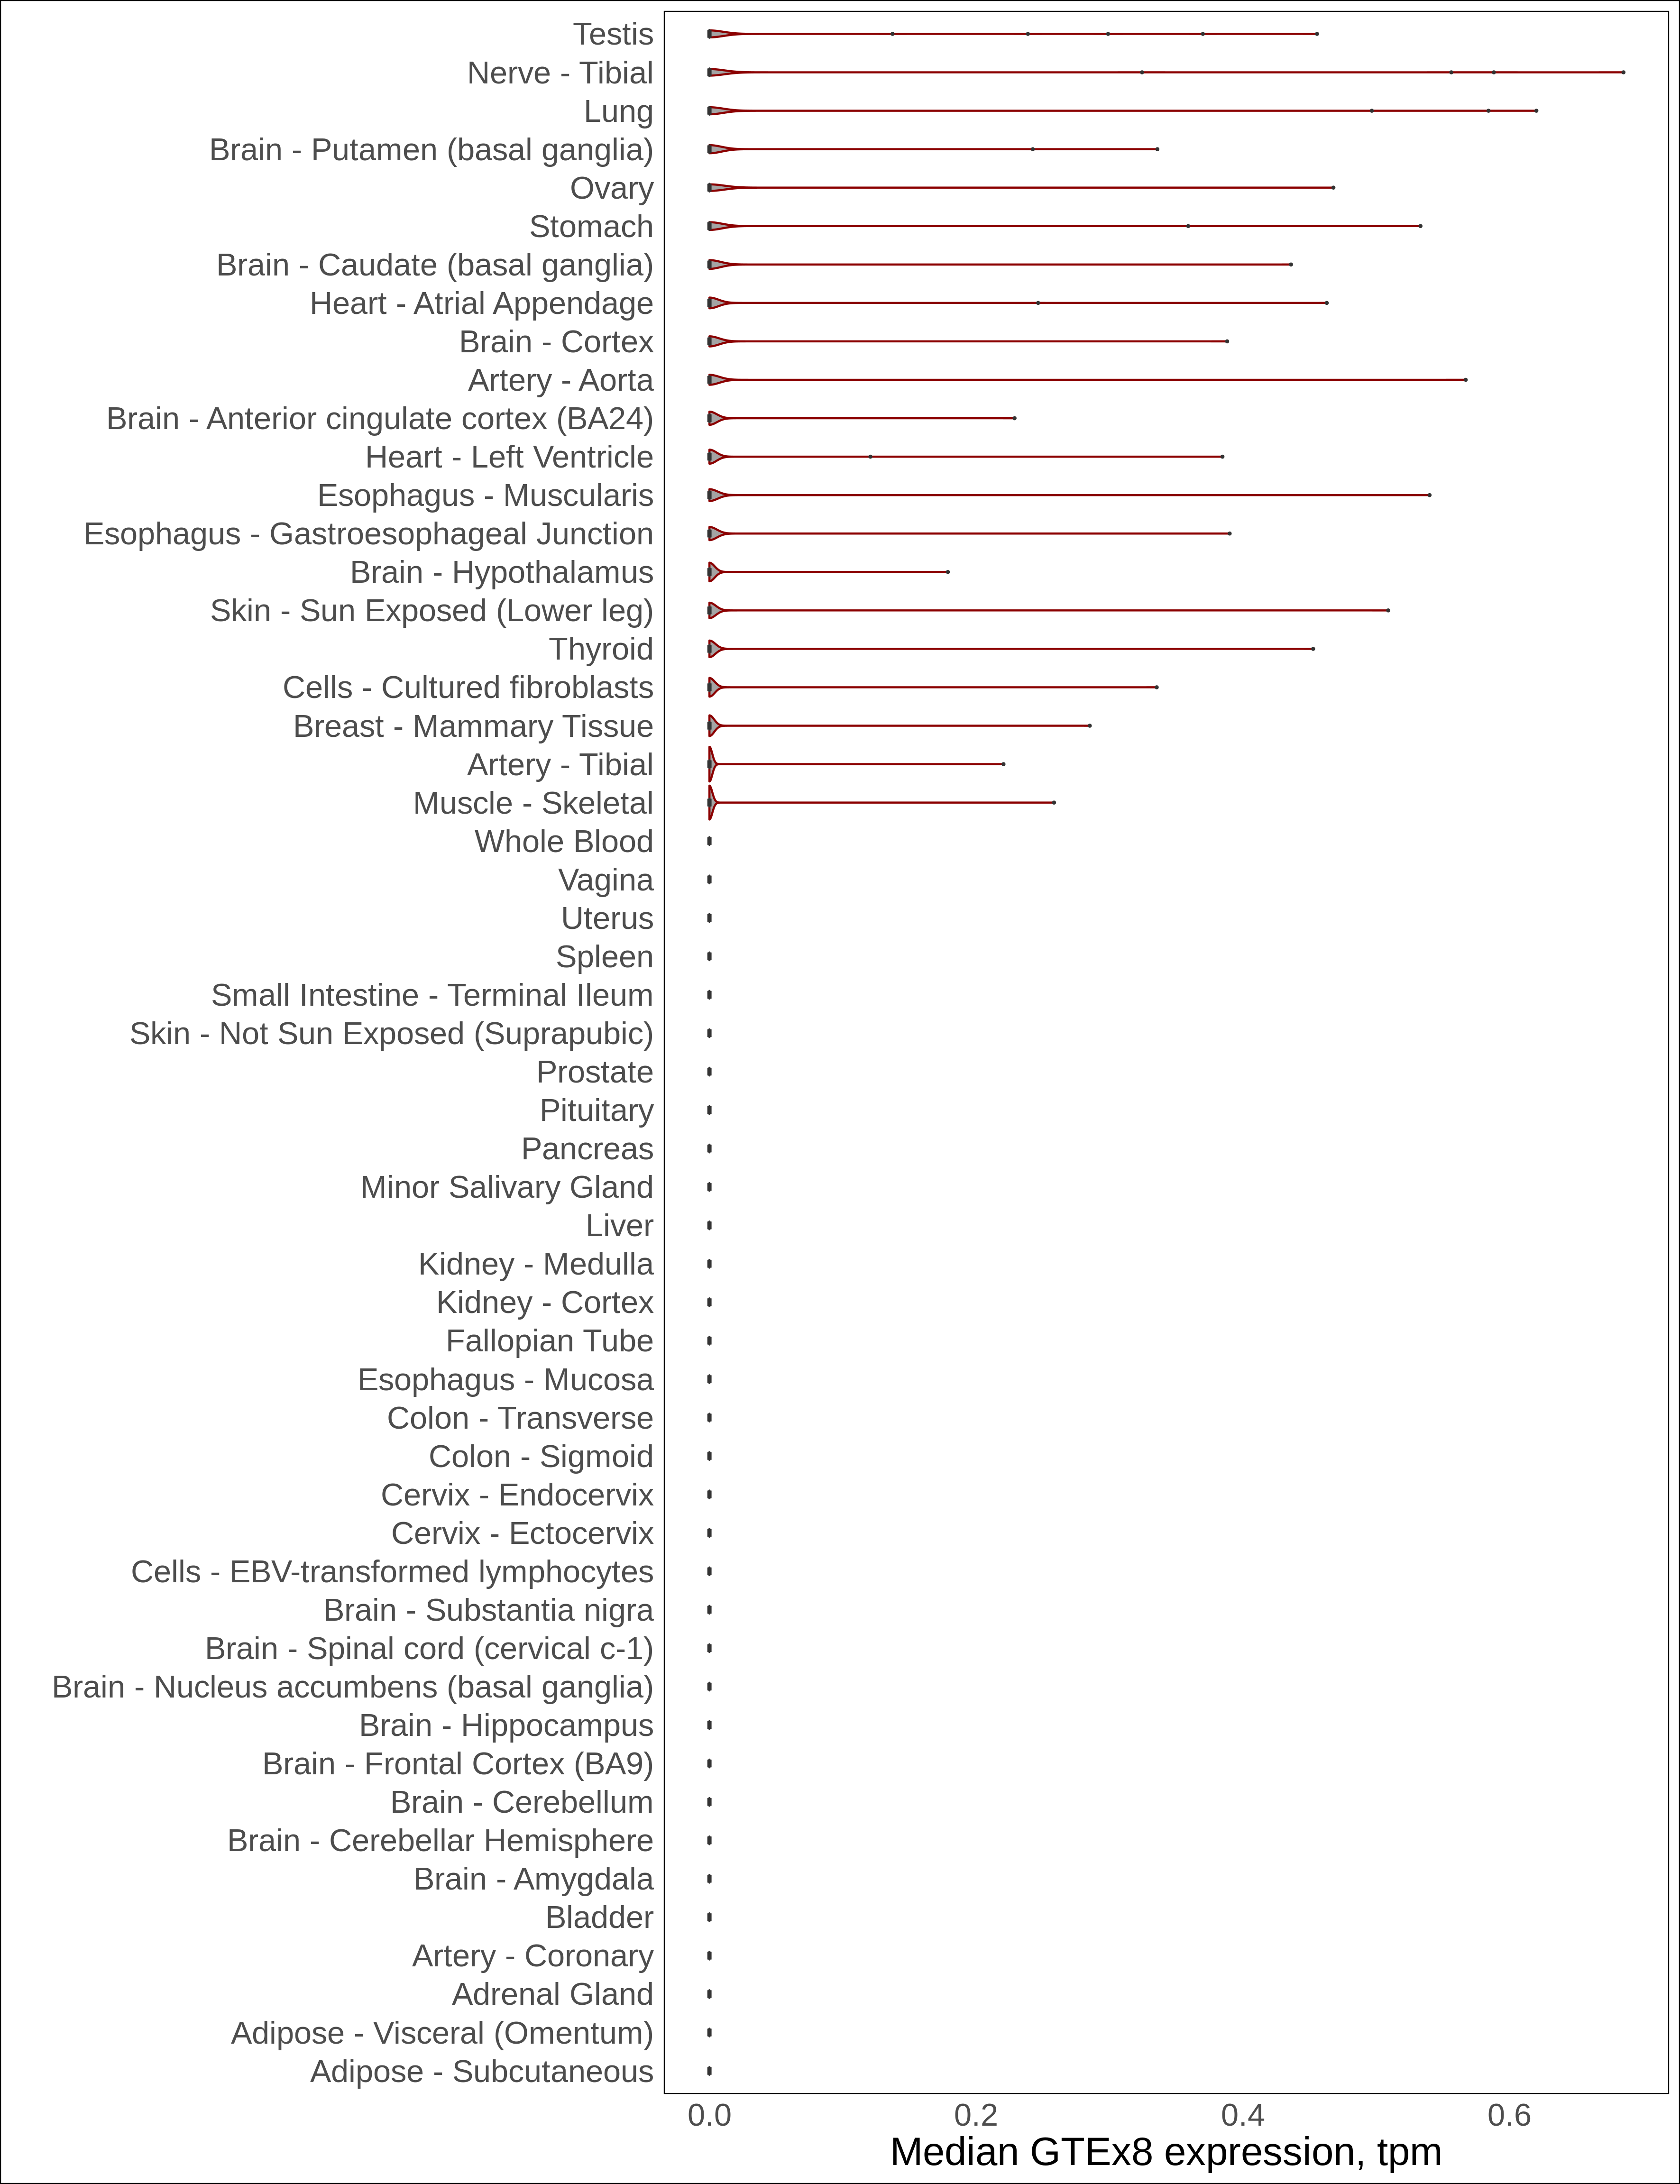 Testis
Nerve - Tibial
Lung
Brain - Putamen (basal ganglia)
Ovary
Stomach
Brain - Caudate (basal ganglia)
Heart - Atrial Appendage
Brain - Cortex
Artery - Aorta
Brain - Anterior cingulate cortex (BA24)
Heart - Left Ventricle
Esophagus - Muscularis
Esophagus - Gastroesophageal Junction
Brain - Hypothalamus
Skin - Sun Exposed (Lower leg)
Thyroid
Cells - Cultured fibroblasts
Breast - Mammary Tissue
Artery - Tibial
Muscle - Skeletal
Whole Blood
Vagina
Uterus
Spleen
Small Intestine - Terminal Ileum
Skin - Not Sun Exposed (Suprapubic)
Prostate
Pituitary
Pancreas
Minor Salivary Gland
Liver
Kidney - Medulla
Kidney - Cortex
Fallopian Tube
Esophagus - Mucosa
Colon - Transverse
Colon - Sigmoid
Cervix - Endocervix
Cervix - Ectocervix
Cells - EBV-transformed lymphocytes
Brain - Substantia nigra
Brain - Spinal cord (cervical c-1)
Brain - Nucleus accumbens (basal ganglia)
Brain - Hippocampus
Brain - Frontal Cortex (BA9)
Brain - Cerebellum
Brain - Cerebellar Hemisphere
Brain - Amygdala
Bladder
Artery - Coronary
Adrenal Gland
Adipose - Visceral (Omentum)
Adipose - Subcutaneous
0.0 0.2 0.4 0.6
Median GTEx8 expression, tpm